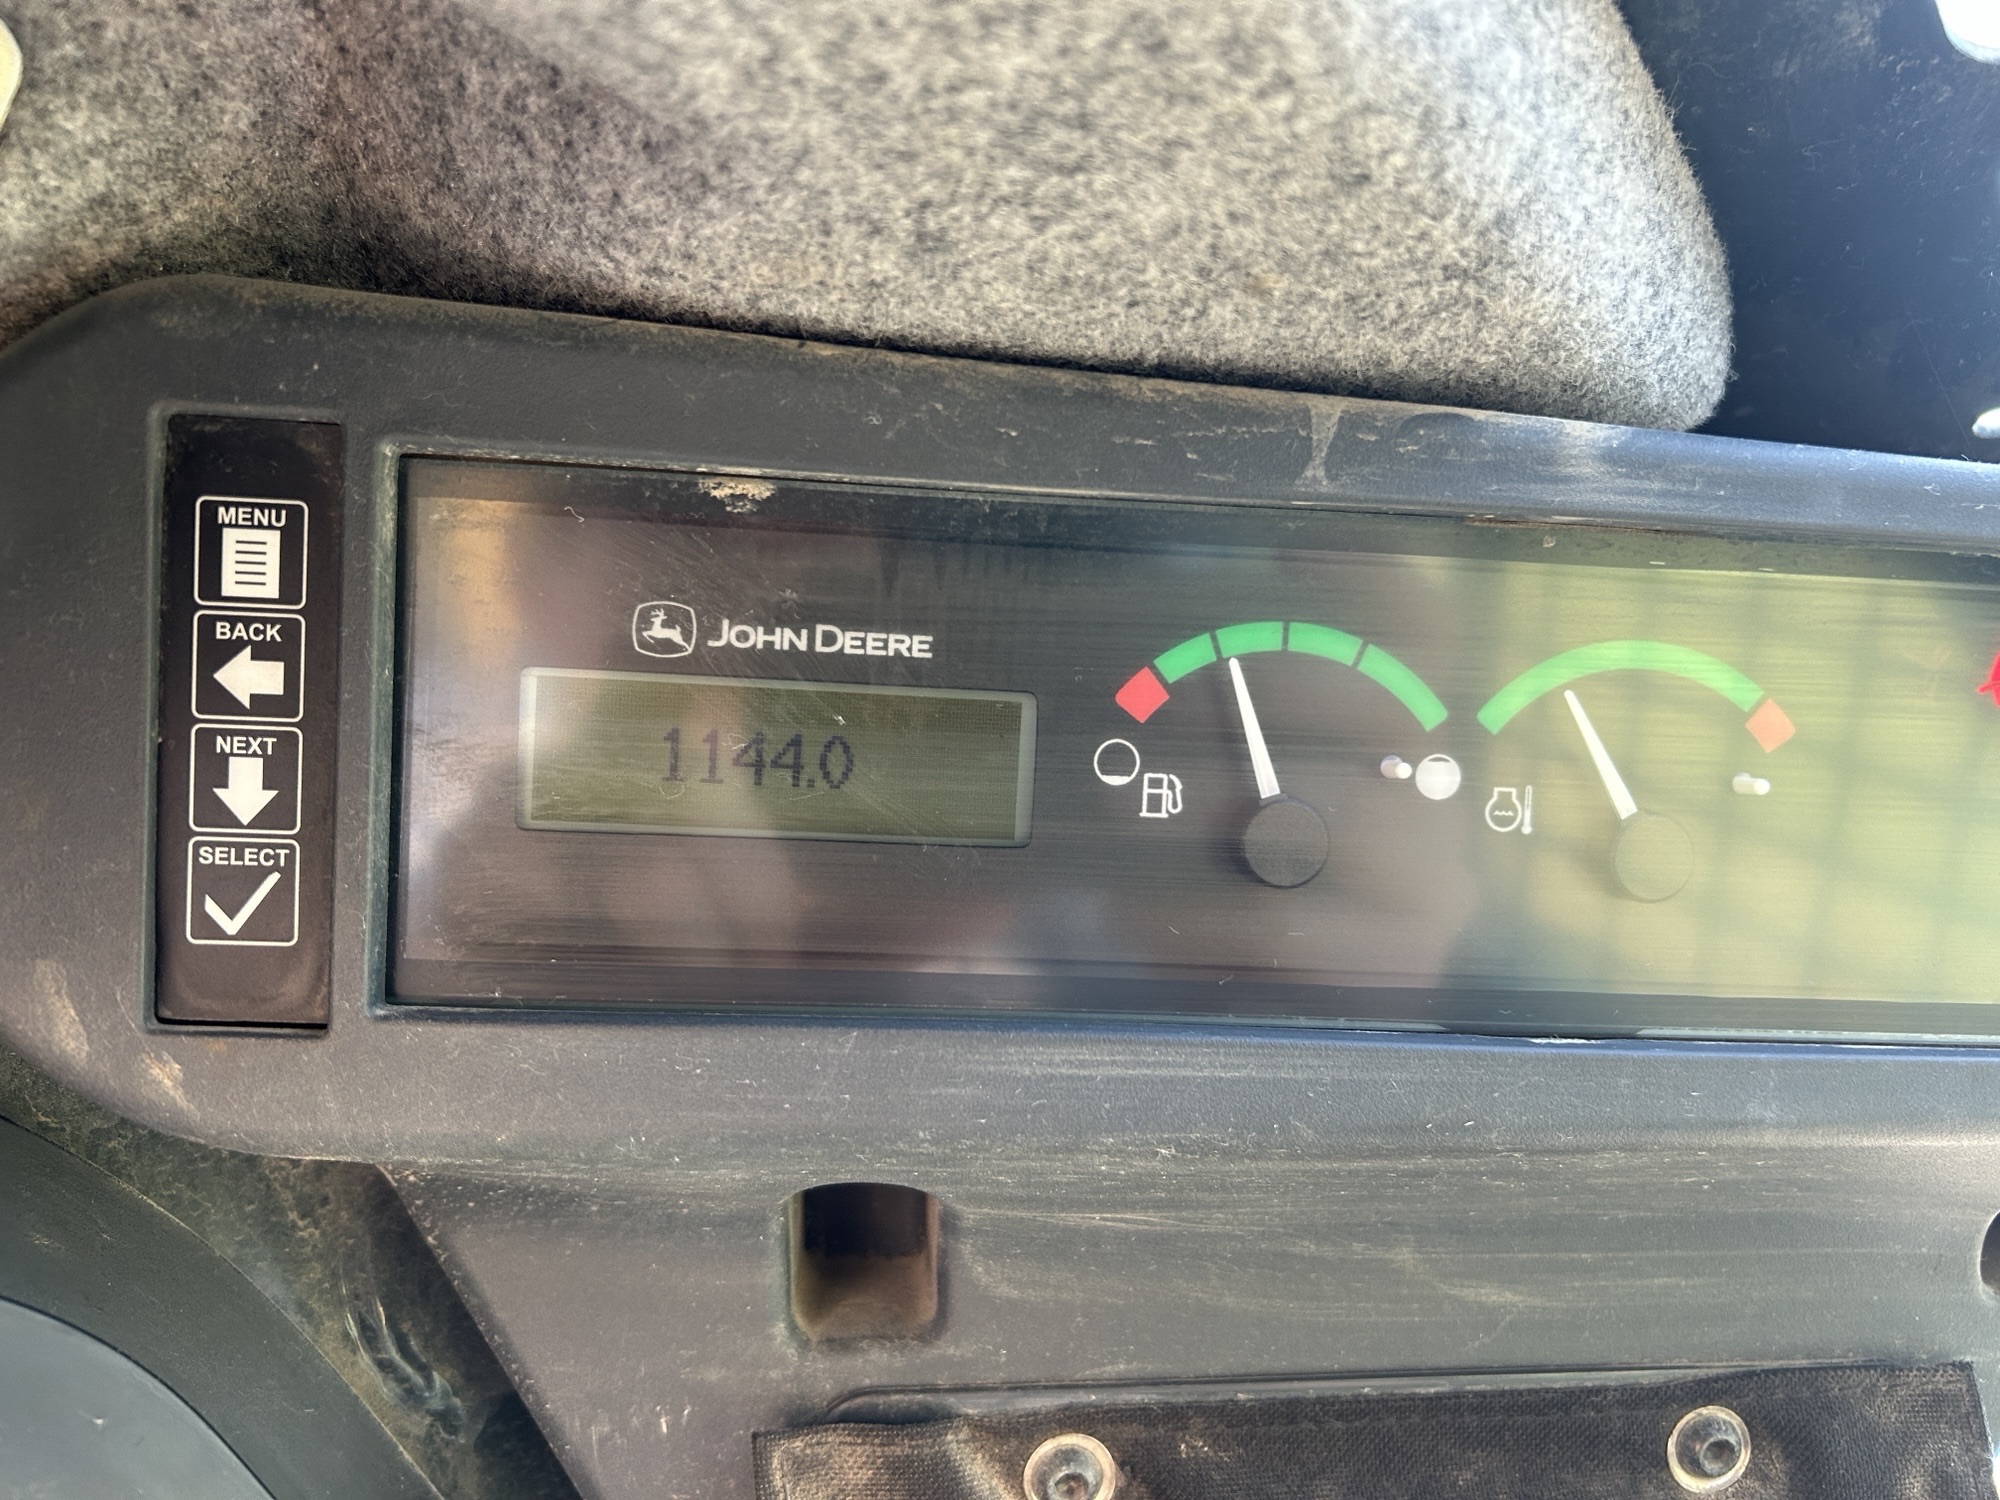 MENU
BACK
NEXT
SELECT
JOHN DEERE
1144.0